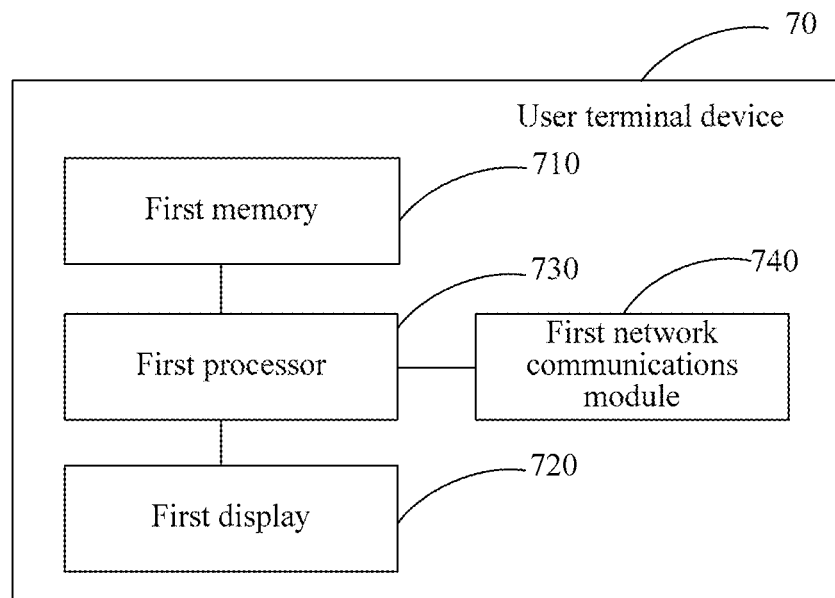 70
User terminal device
710
First memory
730
740
First processor
First network
communications
module
720
First display